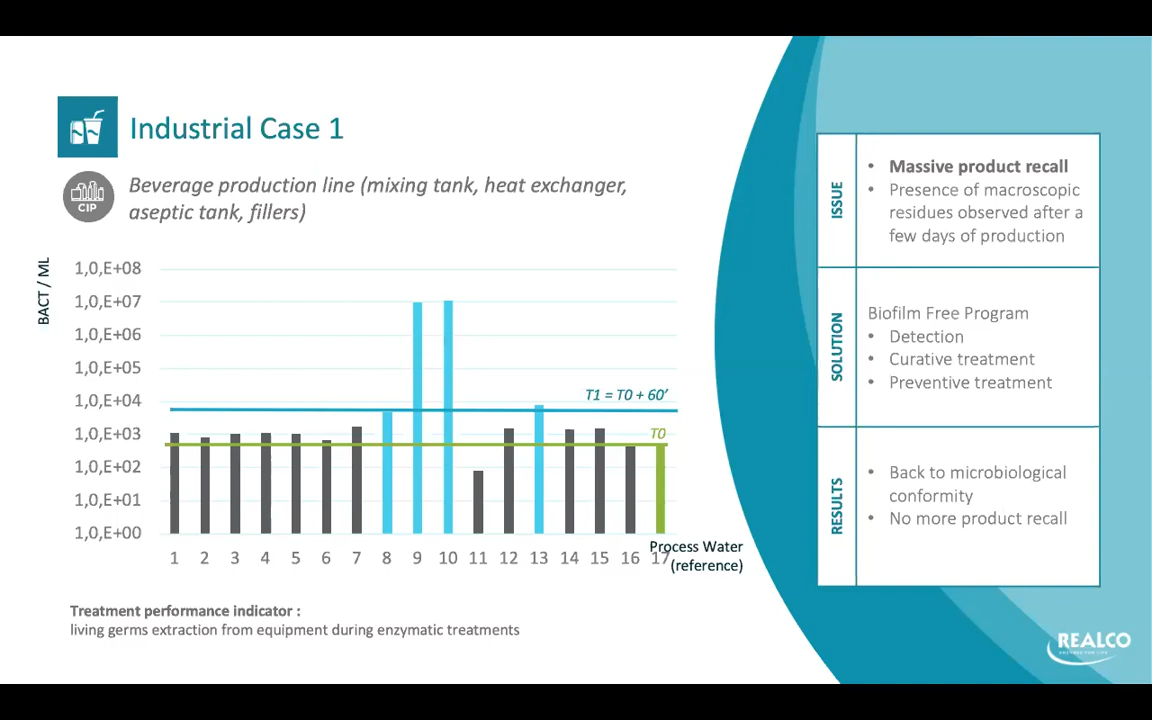 Industrial Case 1
CIP
Beverage production line (mixing tank, heat exchanger,
aseptic tank, fillers)
BACT / ML
1,0,E+08
1,0,E+07
1,0,E+06
1,0,E+05
1,0,E+04
1,0,E+03
1,0,E+02
1,0,E+01
1,0,E+00
T1 = T0 + 60’
T0
1 2 3 4 5 6 7 8 9 10 11 12 13 14 15 16 17
Process Water
(reference)
Treatment performance indicator :
living germs extraction from equipment during enzymatic treatments
ISSUE
• Massive product recall
• Presence of macroscopic
residues observed after a
few days of production
SOLUTION
Biofilm Free Program
• Detection
• Curative treatment
• Preventive treatment
RESULTS
• Back to microbiological
conformity
• No more product recall
REALCO